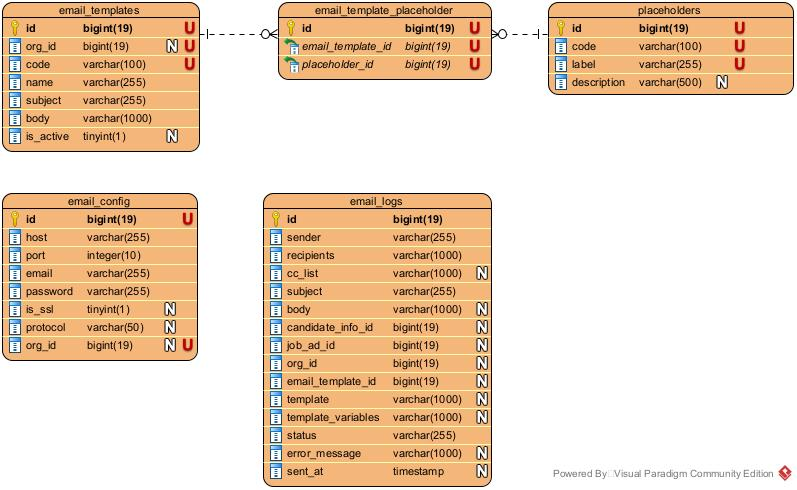 email_templates
id bigint(19) U
org_id bigint(19) N U
code varchar(100) U
name varchar(255)
subject varchar(255)
body varchar(1000)
is_active tinyint(1) N
email_template_placeholder
id bigint(19) U
email_template_id bigint(19) U
placeholder_id bigint(19) U
placeholders
id bigint(19) U
code varchar(100) U
label varchar(255) U
description varchar(500) N
email_config
id bigint(19) U
host varchar(255)
port integer(10)
email varchar(255)
password varchar(255)
is_ssl tinyint(1) N
protocol varchar(50) N
org_id bigint(19) N U
email_logs
id bigint(19)
sender varchar(255)
recipients varchar(1000)
cc_list varchar(1000) N
subject varchar(255)
body varchar(1000) N
candidate_info_id bigint(19) N
job_ad_id bigint(19) N
org_id bigint(19) N
email_template_id bigint(19) N
template varchar(1000) N
template_variables varchar(1000) N
status varchar(255)
error_message varchar(1000) N
sent_at timestamp N
Powered By Visual Paradigm Community Edition